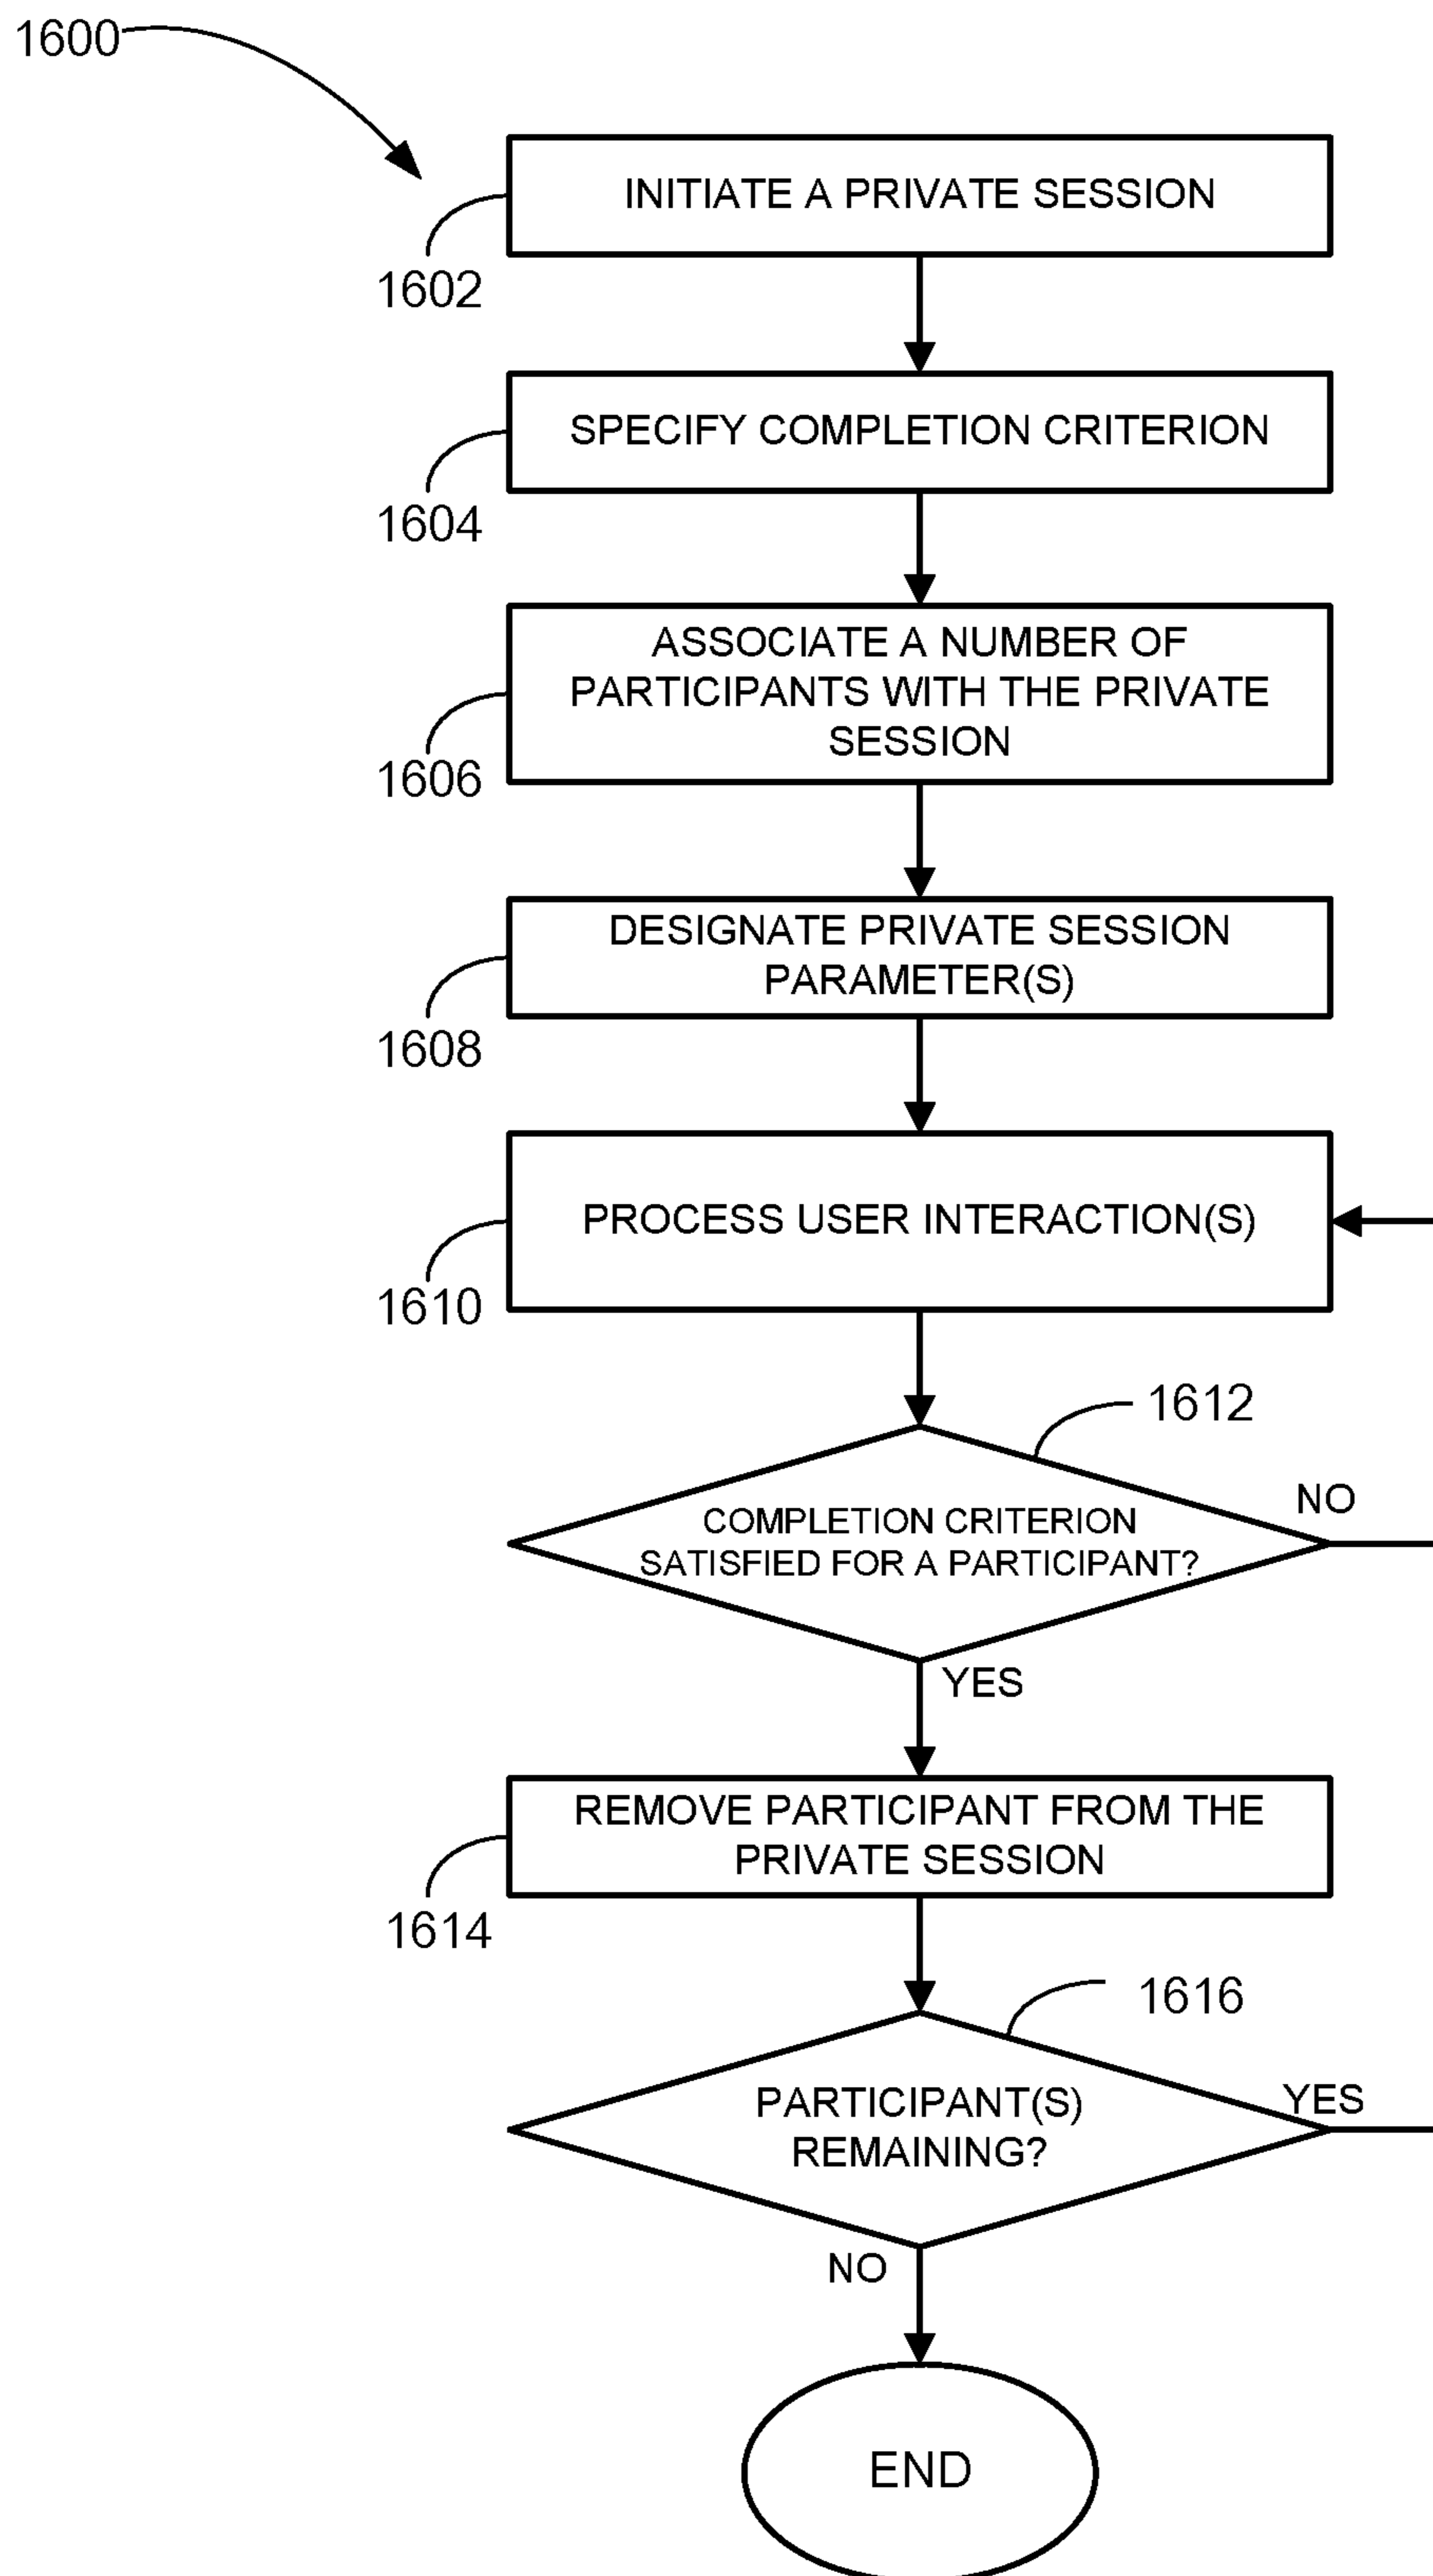 1600
INITIATE A PRIVATE SESSION
1602
SPECIFY COMPLETION CRITERION
1604
ASSOCIATE A NUMBER OF
PARTICIPANTS WITH THE PRIVATE
SESSION
1606
DESIGNATE PRIVATE SESSION
PARAMETER(S)
1608
PROCESS USER INTERACTION(S)
1610
1612
COMPLETION CRITERION
SATISFIED FOR A PARTICIPANT?
NO
YES
REMOVE PARTICIPANT FROM THE
PRIVATE SESSION
1614
1616
PARTICIPANT(S)
REMAINING?
YES
NO
END